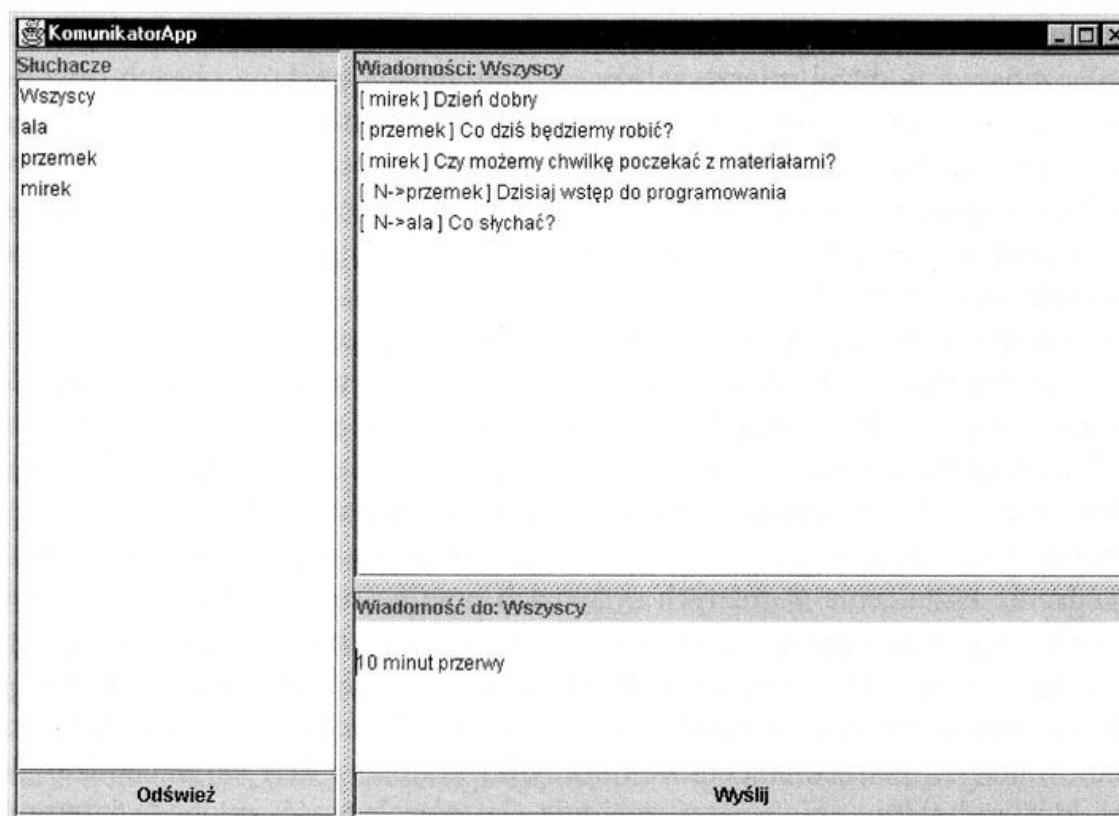 KomunikatorApp
Słuchacze
Wszyscy
ala
przemek
mirek
Odśwież
Wiadomości: Wszyscy
[ mirek ] Dzień dobry
[ przemek ] Co dziś będziemy robić?
[ mirek ] Czy możemy chwilkę poczekać z materiałami?
[ N->przemek ] Dzisiaj wstęp do programowania
[ N->ala ] Co słychać?
Wiadomość do: Wszyscy
10 minut przerwy
Wyślij